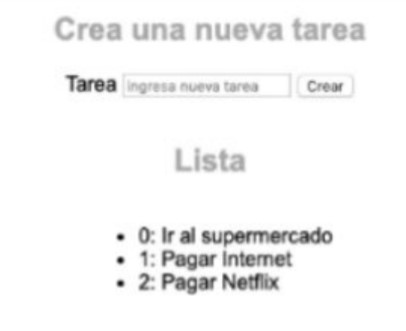 Crea una nueva tarea
Tarea ingresa nueva tarea Crear
Lista
• 0: Ir al supermercado
• 1: Pagar Internet
• 2: Pagar Netflix